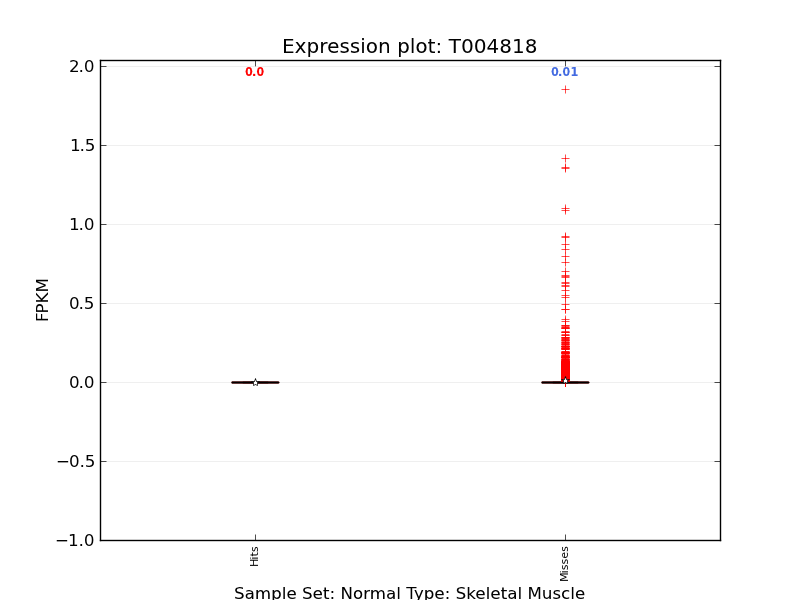 Expression plot: T004818
0.0
0.01
2.0
1.5
1.0
0.5
0.0
−0.5
−1.0
FPKM
Hits
Misses
Sample Set: Normal Type: Skeletal Muscle